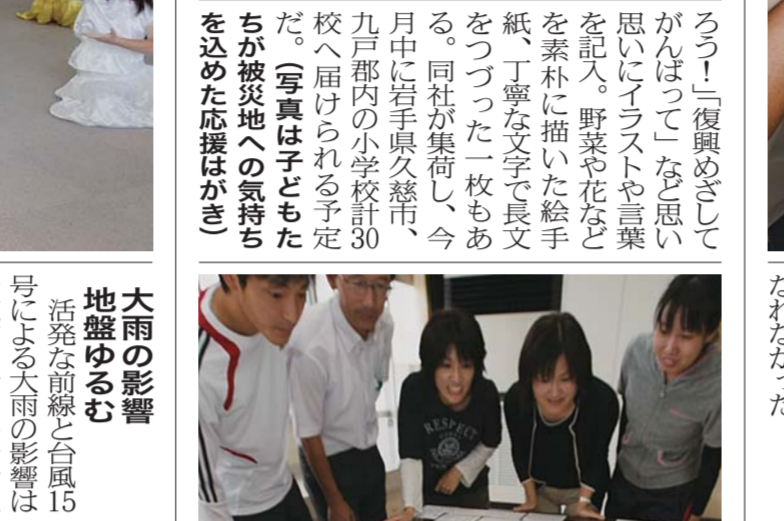 ろう！」「復興めざして
がんばって」など思い
思いにイラストや言葉
を記入。野菜や花など
を素朴に描いた絵手
紙、丁寧な文字で長文
をつづった一枚もあ
る。同社が集荷し、今
月中に岩手県久慈市、
九戸郡内の小学校計30
校へ届けられる予定
だ。（写真は子どもた
ちが被災地への気持ち
を込めた応援はがき）
RESPECT
大雨の影響
地盤ゆるむ
活発な前線と台風15
号による大雨の影響は
なれなかった